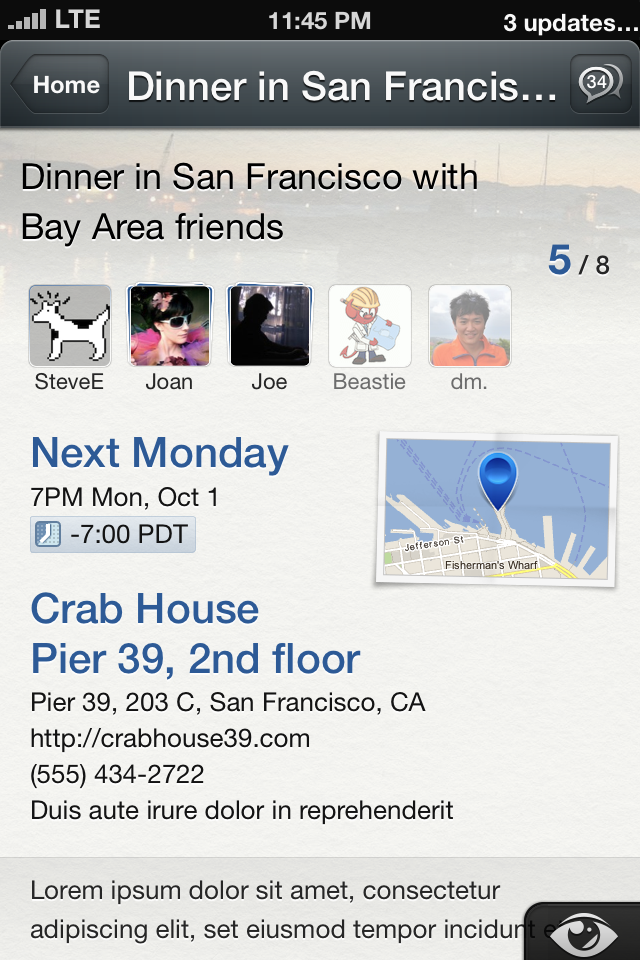 LTE 11:45 PM 3 updates...
Home Dinner in San Francis... 34
Dinner in San Francisco with
Bay Area friends
5 / 8
SteveE Joan Joe Beastie dm.
Next Monday
7PM Mon, Oct 1
-7:00 PDT
Jefferson St
Fisherman's Wharf
Crab House
Pier 39, 2nd floor
Pier 39, 203 C, San Francisco, CA
http://crabhouse39.com
(555) 434-2722
Duis aute irure dolor in reprehenderit
Lorem ipsum dolor sit amet, consectetur
adipiscing elit, set eiusmod tempor incidunt